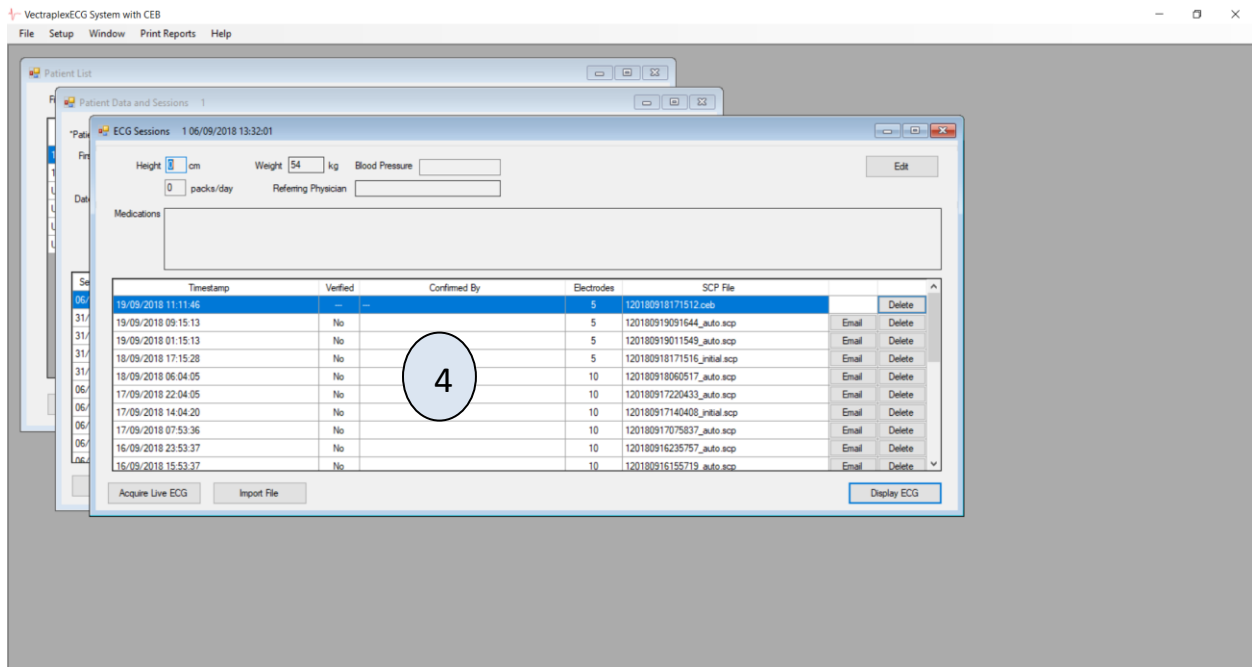 VectraplexECG System with CEB
File Setup Window Print Reports Help
Patient List
Patient Data and Sessions 1
ECG Sessions 1 06/09/2018 13:32:01
Height 0 cm Weight 54 kg Blood Pressure Edit
0 packs/day Referring Physician
Medications
Timestamp Verified Confirmed By Electrodes SCP File
19/09/2018 11:11:46 --- --- 5 120180918171512.ceb Delete
19/09/2018 09:15:13 No 5 120180919091644_auto.scp Email Delete
19/09/2018 01:15:13 No 5 120180919011549_auto.scp Email Delete
18/09/2018 17:15:28 No 5 120180918171516_initial.scp Email Delete
18/09/2018 06:04:05 No 10 120180918060517_auto.scp Email Delete
17/09/2018 22:04:05 No 10 120180917220433_auto.scp Email Delete
17/09/2018 14:04:20 No 10 120180917140408_initial.scp Email Delete
17/09/2018 07:53:36 No 10 120180917075837_auto.scp Email Delete
16/09/2018 23:53:37 No 10 120180916235757_auto.scp Email Delete
16/09/2018 15:53:37 No 10 120180916155719_auto.scp Email Delete
4
Acquire Live ECG Import File Display ECG